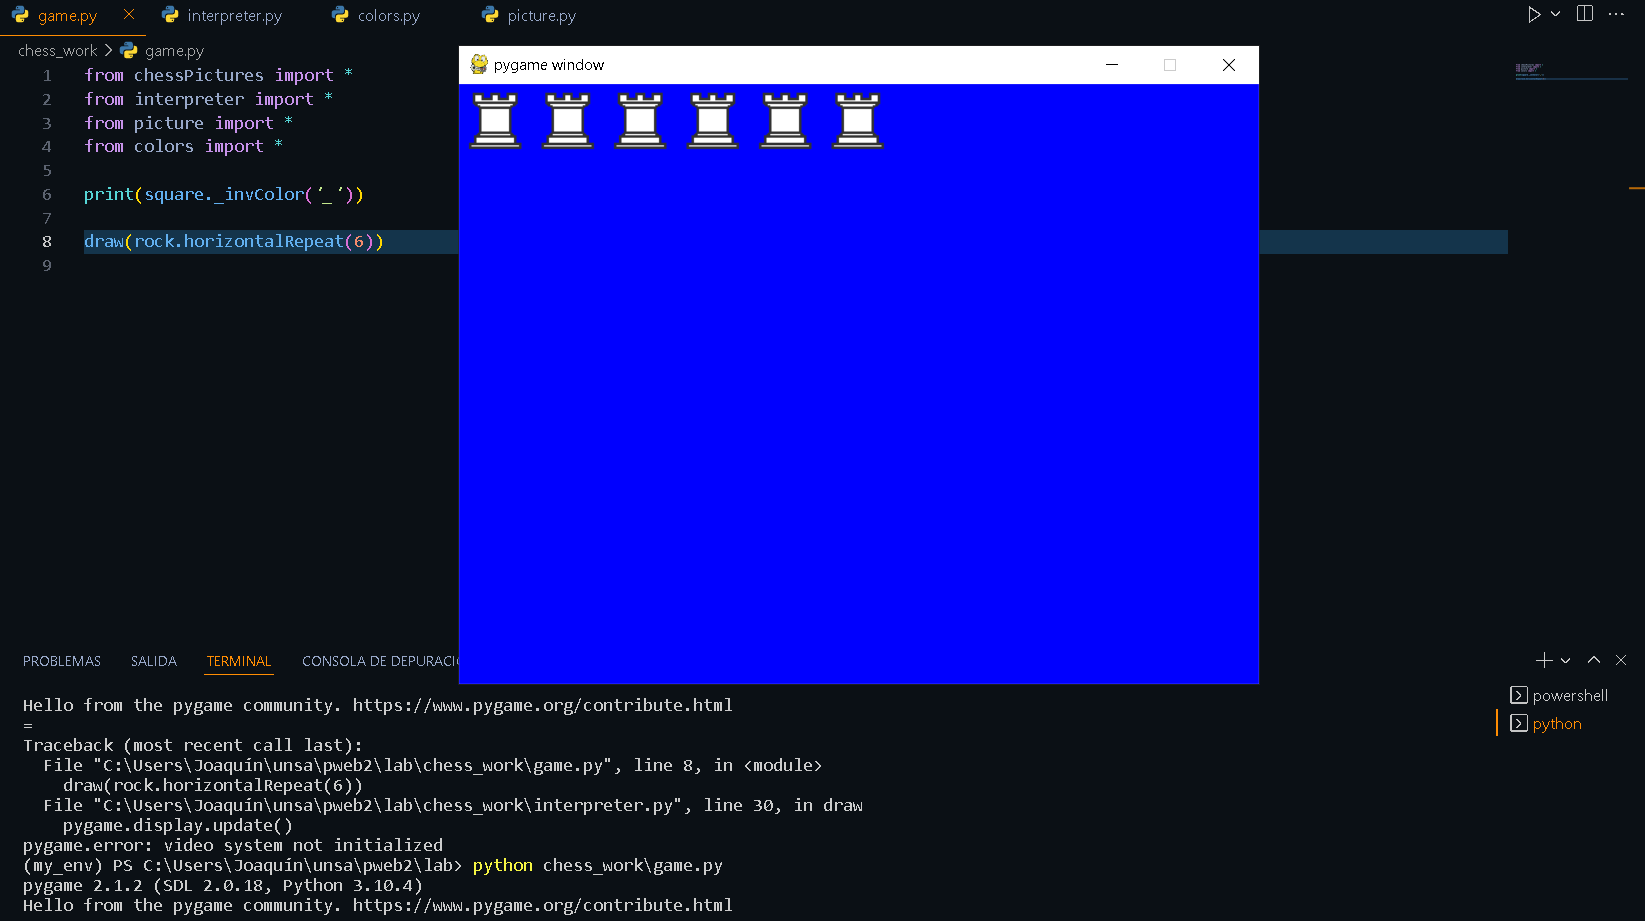 game.py interpreter.py colors.py picture.py
chess_work > game.py
pygame window
1 from chessPictures import *
2 from interpreter import *
3 from picture import *
4 from colors import *
5
6 print(square._invColor('_'))
7
8 draw(rock.horizontalRepeat(6))
9
PROBLEMAS SALIDA TERMINAL CONSOLA DE DEPURACI
powershell
python
Hello from the pygame community. https://www.pygame.org/contribute.html
=
Traceback (most recent call last):
File "C:\Users\Joaquín\unsa\pweb2\lab\chess_work\game.py", line 8, in <module>
draw(rock.horizontalRepeat(6))
File "C:\Users\Joaquín\unsa\pweb2\lab\chess_work\interpreter.py", line 30, in draw
pygame.display.update()
pygame.error: video system not initialized
(my_env) PS C:\Users\Joaquín\unsa\pweb2\lab> python chess_work\game.py
pygame 2.1.2 (SDL 2.0.18, Python 3.10.4)
Hello from the pygame community. https://www.pygame.org/contribute.html